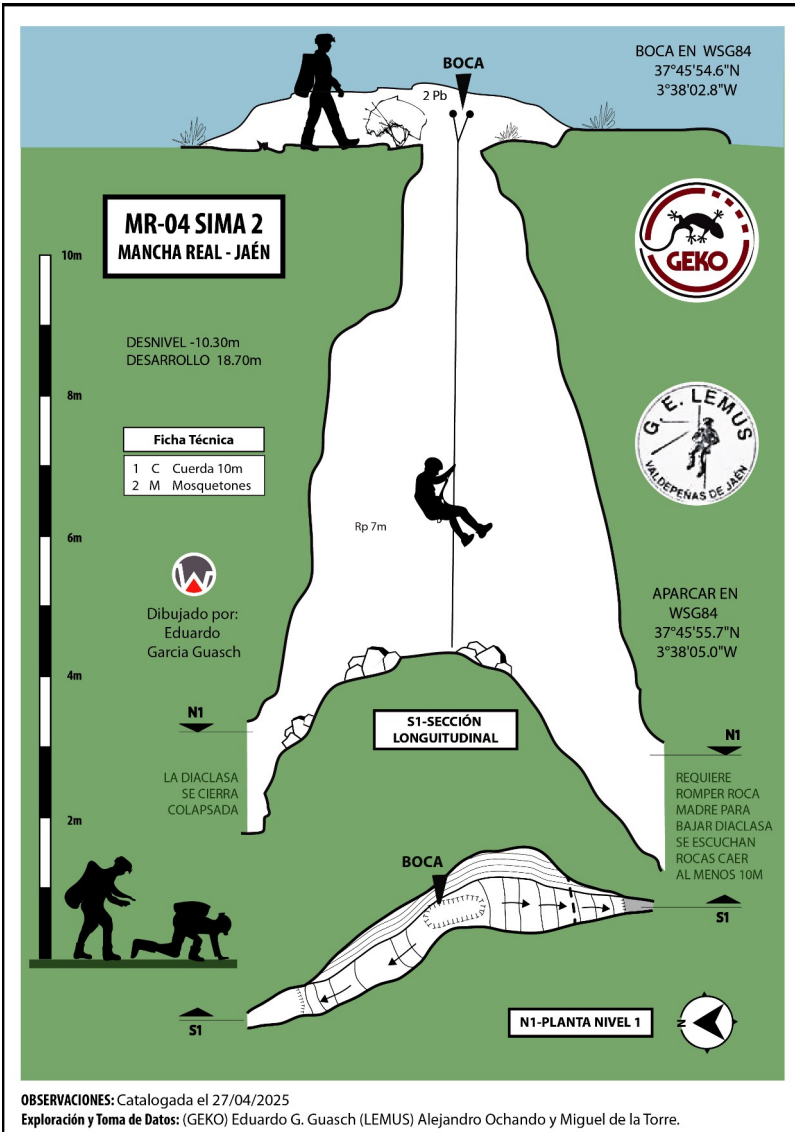 BOCA
2 Pb
BOCA EN WSG84
37°45'54.6"N
3°38'02.8"W
MR-04 SIMA 2
MANCHA REAL - JAÉN
GEKO
10m
DESNIVEL -10.30m
DESARROLLO 18.70m
8m
G. E. LEMUS
VALDEPEÑAS DE JAÉN
Ficha Técnica
1 C Cuerda 10m
2 M Mosquetones
Rp 7m
6m
Dibujado por:
Eduardo
Garcia Guasch
APARCAR EN
WSG84
37°45'55.7"N
3°38'05.0"W
4m
N1
S1-SECCIÓN
LONGUITUDINAL
N1
LA DIACLASA
SE CIERRA
COLAPSADA
REQUIERE
ROMPER ROCA
MADRE PARA
BAJAR DIACLASA
SE ESCUCHAN
ROCAS CAER
AL MENOS 10M
2m
BOCA
S1
S1
N1-PLANTA NIVEL 1
N
OBSERVACIONES: Catalogada el 27/04/2025
Exploración y Toma de Datos: (GEKO) Eduardo G. Guasch (LEMUS) Alejandro Ochando y Miguel de la Torre.